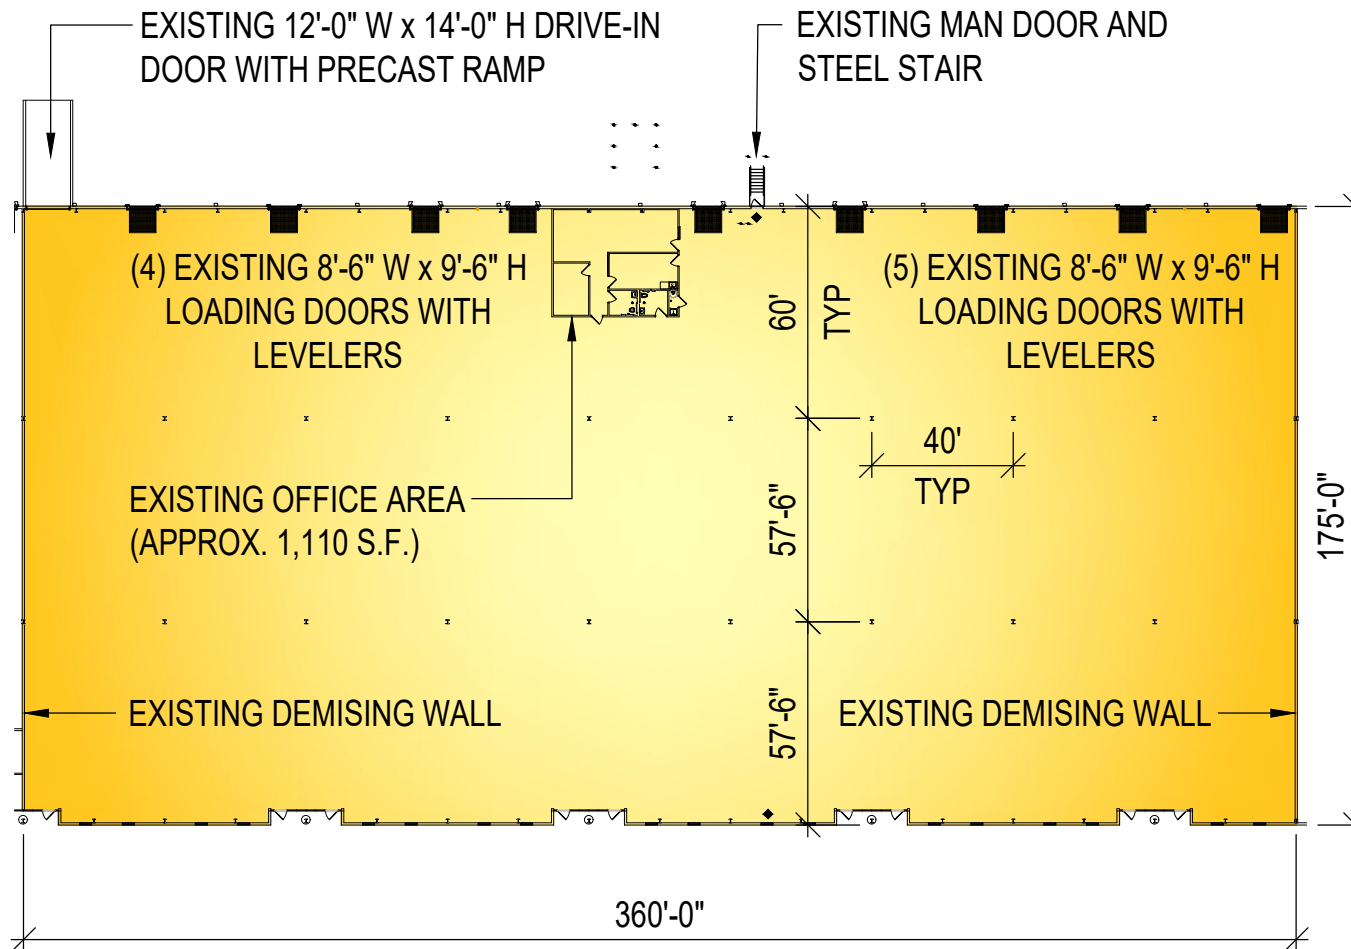 EXISTING 12'-0" W x 14'-0" H DRIVE-IN
DOOR WITH PRECAST RAMP
EXISTING MAN DOOR AND
STEEL STAIR
(4) EXISTING 8'-6" W x 9'-6" H
LOADING DOORS WITH
LEVELERS
(5) EXISTING 8'-6" W x 9'-6" H
LOADING DOORS WITH
LEVELERS
60'
TYP
40'
TYP
EXISTING OFFICE AREA
(APPROX. 1,110 S.F.)
57'-6"
175'-0"
57'-6"
EXISTING DEMISING WALL
EXISTING DEMISING WALL
360'-0"